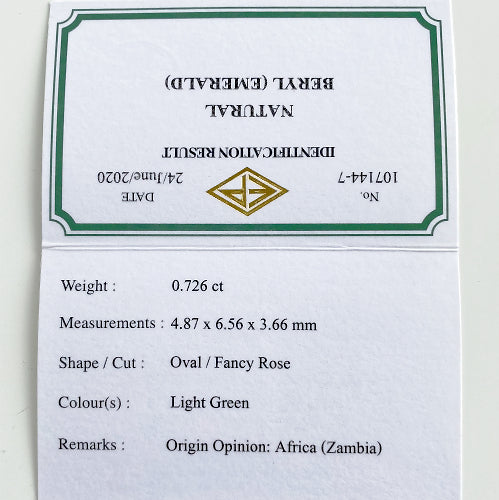 No.
107144-7
DATE
24/June/2020
IDENTIFICATION RESULT
NATURAL
BERYL (EMERALD)
Weight : 0.726 ct
Measurements : 4.87 x 6.56 x 3.66 mm
Shape / Cut : Oval / Fancy Rose
Colour(s) : Light Green
Remarks : Origin Opinion: Africa (Zambia)